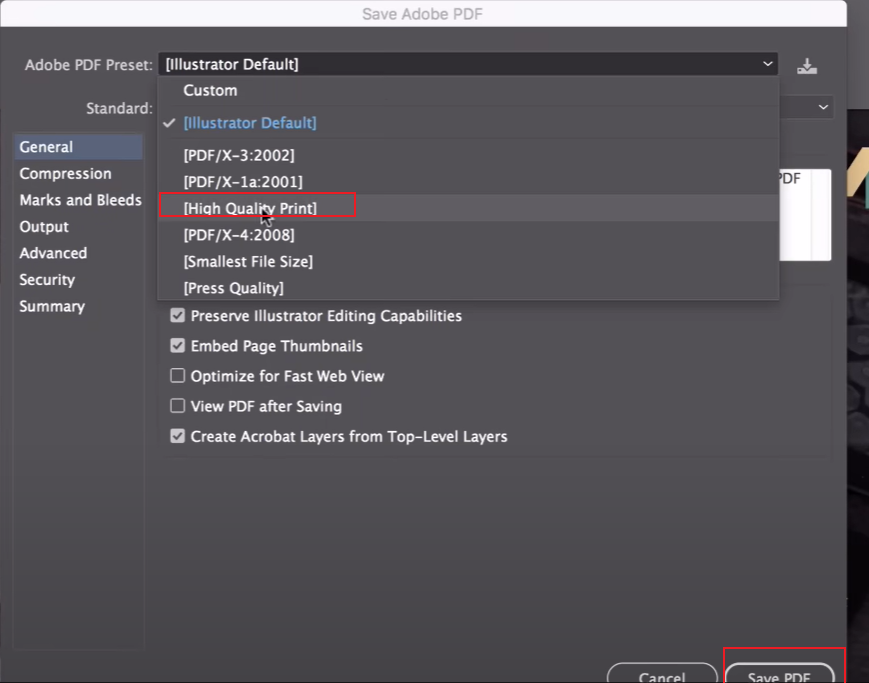 Save Adobe PDF
Adobe PDF Preset: [Illustrator Default]
Custom
Standard:
[Illustrator Default]
General
[PDF/X-3:2002]
Compression
[PDF/X-1a:2001]
Marks and Bleeds
[High Quality Print]
PDF
Output
[PDF/X-4:2008]
Advanced
[Smallest File Size]
Security
[Press Quality]
Summary
Preserve Illustrator Editing Capabilities
Embed Page Thumbnails
Optimize for Fast Web View
View PDF after Saving
Create Acrobat Layers from Top-Level Layers
Cancel
Save PDF